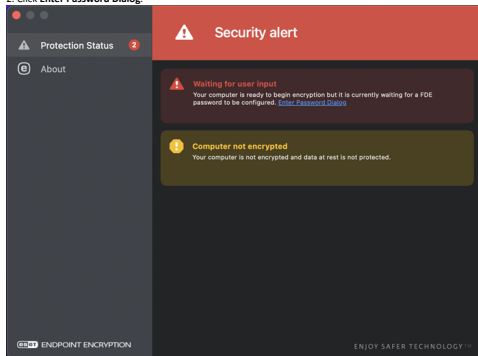 2. Click Enter Password Dialog.
Security alert
Protection Status 2
About
Waiting for user input
Your computer is ready to begin encryption but it is currently waiting for a FDE
password to be configured. Enter Password Dialog
Computer not encrypted
Your computer is not encrypted and data at rest is not protected.
eset ENDPOINT ENCRYPTION
ENJOY SAFER TECHNOLOGY™